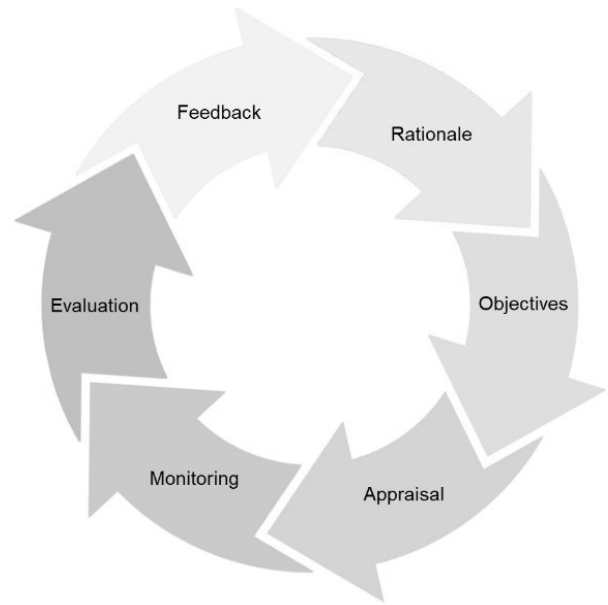 Feedback
Rationale
Objectives
Appraisal
Monitoring
Evaluation